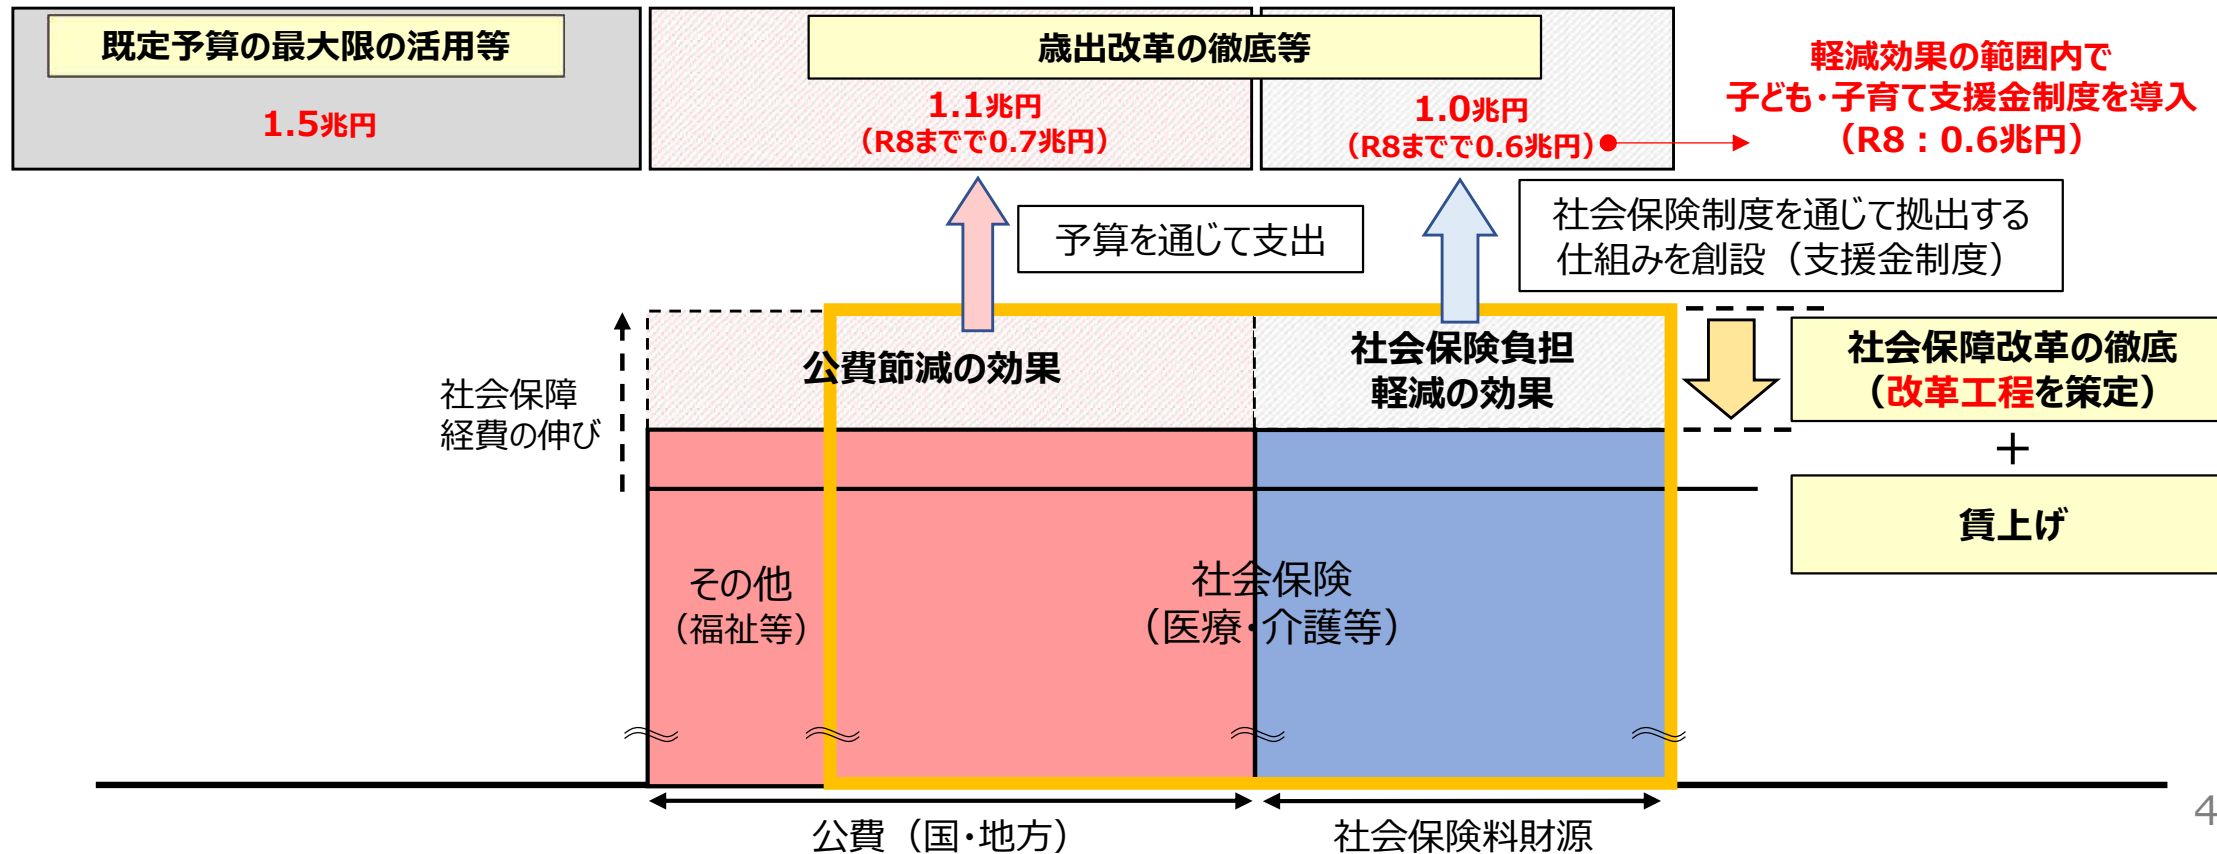 既定予算の最大限の活用等
1.5兆円
歳出改革の徹底等
1.1兆円
（R8までで0.7兆円）
1.0兆円
（R8までで0.6兆円）
軽減効果の範囲内で
子ども・子育て支援金制度を導入
（R8：0.6兆円）
予算を通じて支出
社会保険制度を通じて拠出する
仕組みを創設（支援金制度）
社会保障
経費の伸び
公費節減の効果
社会保険負担
軽減の効果
社会保障改革の徹底
（改革工程を策定）
＋
賃上げ
その他
（福祉等）
社会保険
（医療・介護等）
公費（国・地方）
社会保険料財源
4